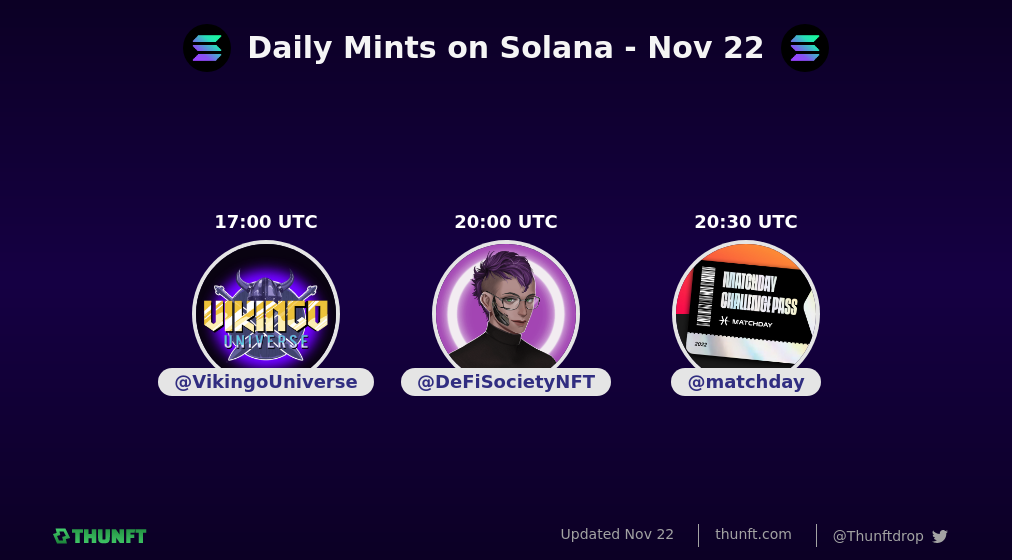 Daily Mints on Solana - Nov 22
17:00 UTC
20:00 UTC
20:30 UTC
VIKINGO
UNIVERSE
MATCHDAY
CHALLENGE PASS
MATCHDAY
2022
@VikingoUniverse
@DeFiSocietyNFT
@matchday
THUNFT
Updated Nov 22
thunft.com
@Thunftdrop